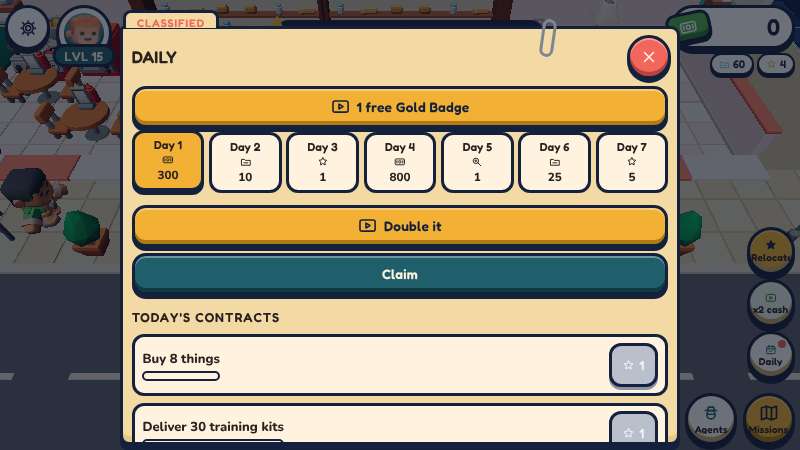 CLASSIFIED
LVL 15
DAILY
0
60
4
1 free Gold Badge
Day 1
300
Day 2
10
Day 3
1
Day 4
800
Day 5
1
Day 6
25
Day 7
5
Double it
Claim
TODAY'S CONTRACTS
Buy 8 things
1
Deliver 30 training kits
1
Relocate
x2 cash
Daily
Agents
Missions